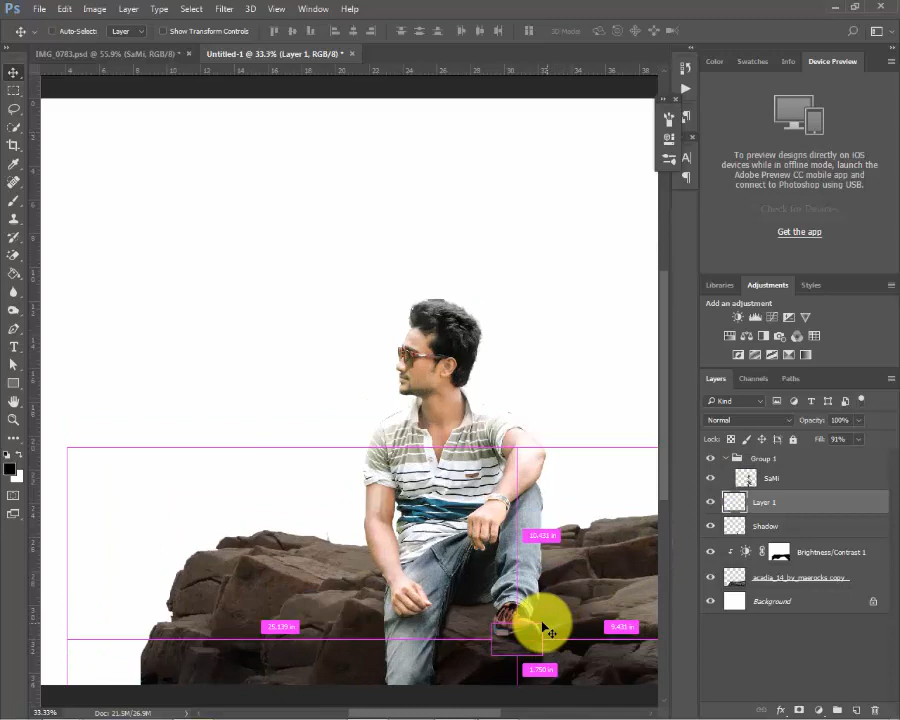 Ps File Edit Image Layer Type Select Filter 3D View Window Help
Auto-Select: Layer Show Transform Controls 3D Mode:
IMG_0783.psd @ 55.9% (SaMi, RGB/8) * × Untitled-1 @ 33.3% (Layer 1, RGB/8) * ×
Color Swatches Info Device Preview
To preview designs directly on iOS
devices while in offline mode, launch the
Adobe Preview CC mobile app and
connect to Photoshop using USB.
Check for Devices
Get the app
Libraries Adjustments Styles
Add an adjustment
Layers Channels Paths
Kind
Normal Opacity: 100%
Lock: Fill: 91%
Group 1
SaMi
Layer 1
Shadow
Brightness/Contrast 1
acadia_14_by_maerocks copy
Background
10.431 in
25.139 in
9.431 in
1.750 in
33.33% Doc: 21.5M/26.9M